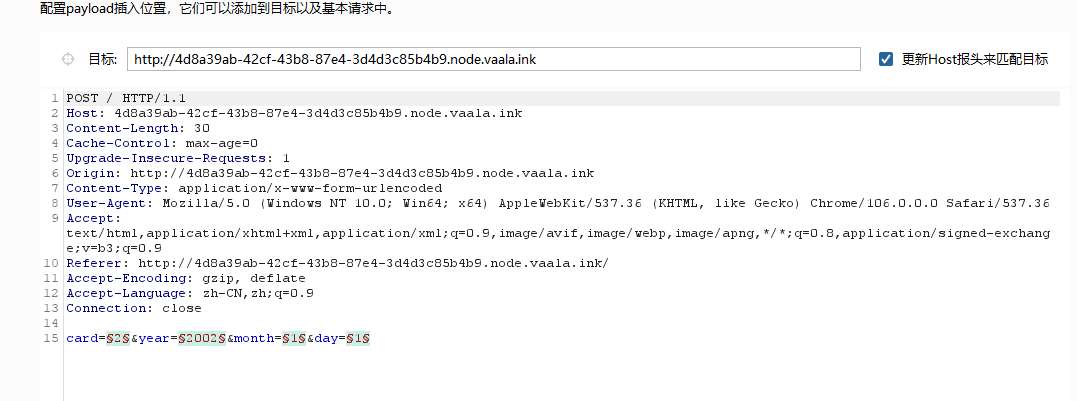 配置payload插入位置，它们可以添加到目标以及基本请求中。
目标: http://4d8a39ab-42cf-43b8-87e4-3d4d3c85b4b9.node.vaala.ink 更新Host报头来匹配目标
1 POST / HTTP/1.1
2 Host: 4d8a39ab-42cf-43b8-87e4-3d4d3c85b4b9.node.vaala.ink
3 Content-Length: 30
4 Cache-Control: max-age=0
5 Upgrade-Insecure-Requests: 1
6 Origin: http://4d8a39ab-42cf-43b8-87e4-3d4d3c85b4b9.node.vaala.ink
7 Content-Type: application/x-www-form-urlencoded
8 User-Agent: Mozilla/5.0 (Windows NT 10.0; Win64; x64) AppleWebKit/537.36 (KHTML, like Gecko) Chrome/106.0.0.0 Safari/537.36
9 Accept:
text/html,application/xhtml+xml,application/xml;q=0.9,image/avif,image/webp,image/apng,*/*;q=0.8,application/signed-exchang
e;v=b3;q=0.9
10 Referer: http://4d8a39ab-42cf-43b8-87e4-3d4d3c85b4b9.node.vaala.ink/
11 Accept-Encoding: gzip, deflate
12 Accept-Language: zh-CN,zh;q=0.9
13 Connection: close
14
15 card=§2§&year=§2002§&month=§1§&day=§1§